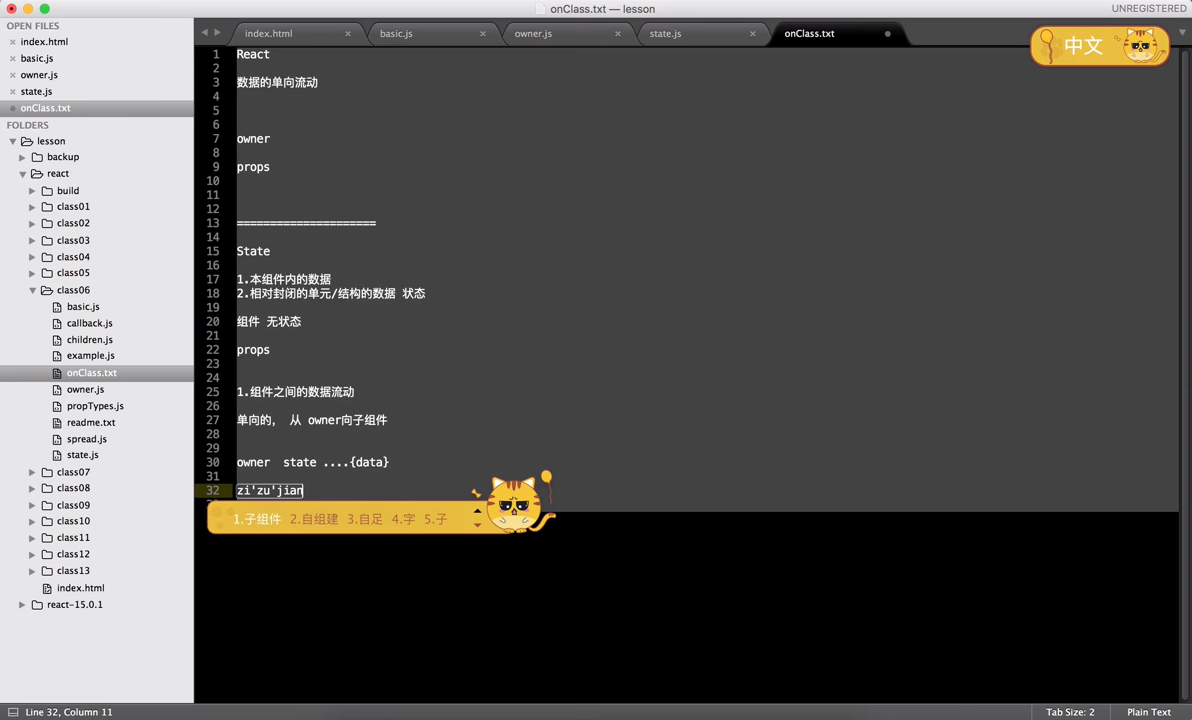 onClass.txt — lesson
UNREGISTERED
OPEN FILES
index.html
basic.js
owner.js
state.js
onClass.txt
FOLDERS
lesson
backup
react
build
class01
class02
class03
class04
class05
class06
basic.js
callback.js
children.js
example.js
onClass.txt
owner.js
propTypes.js
readme.txt
spread.js
state.js
class07
class08
class09
class10
class11
class12
class13
index.html
react-15.0.1
index.html
basic.js
owner.js
state.js
onClass.txt
中文
1 React
2
3 数据的单向流动
4
5
6
7 owner
8
9 props
10
11
12
13 =====================
14
15 State
16
17 1.本组件内的数据
18 2.相对封闭的单元/结构的数据 状态
19
20 组件 无状态
21
22 props
23
24
25 1.组件之间的数据流动
26
27 单向的， 从 owner向子组件
28
29
30 owner  state ....{data}
31
32 zi'zu'jian
1.子组件 2.自组建 3.自足 4.字 5.子
Line 32, Column 11
Tab Size: 2
Plain Text